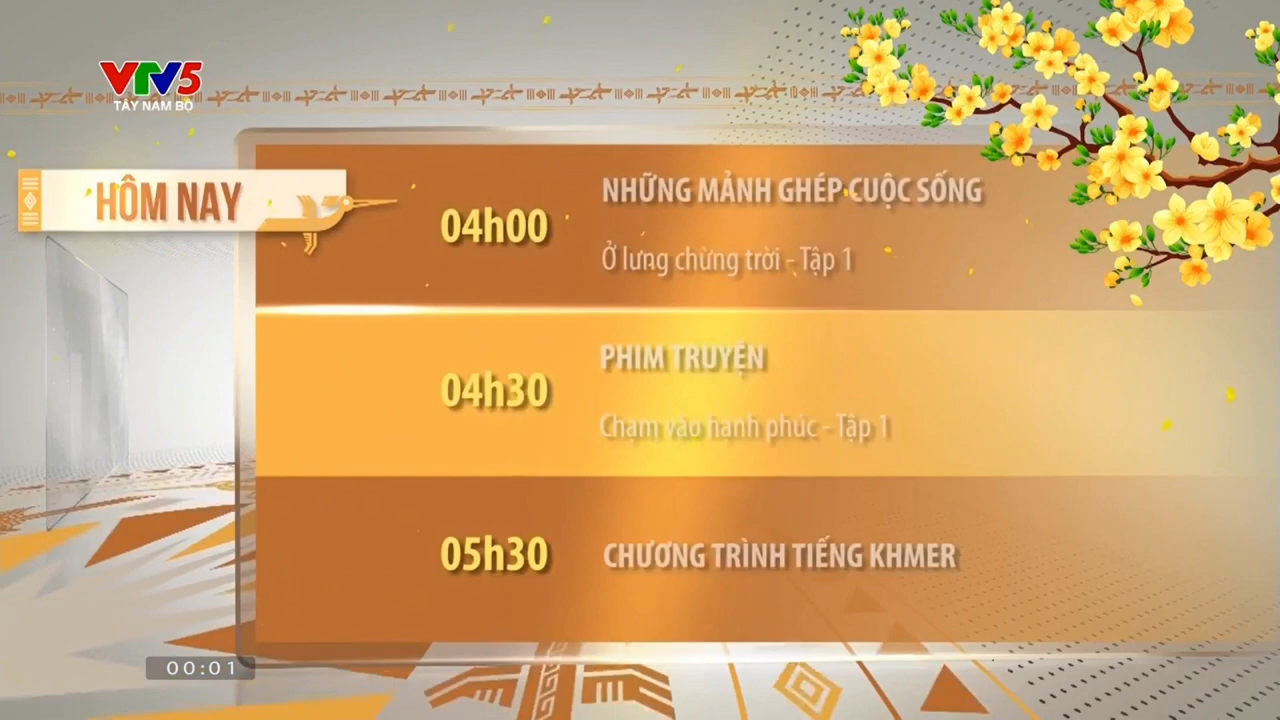 VTV5
TÂY NAM BỘ
HÔM NAY
04h00
NHỮNG MẢNH GHÉP CUỘC SỐNG
Ở lưng chừng trời - Tập 1
04h30
PHIM TRUYỆN
Chạm vào hạnh phúc - Tập 1
05h30
CHƯƠNG TRÌNH TIẾNG KHMER
00:01